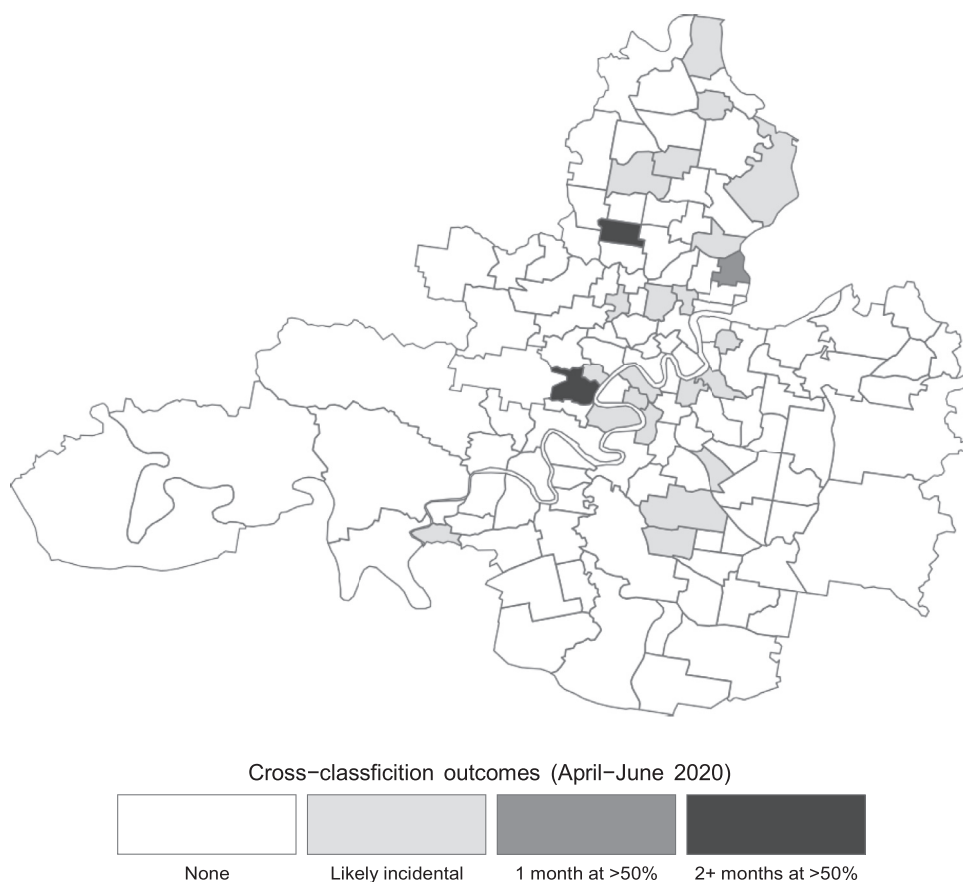 Cross−classficition outcomes (April−June 2020)
None Likely incidental 1 month at >50% 2+ months at >50%